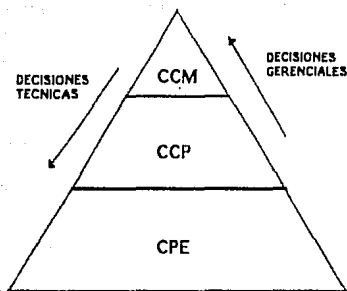 DECISIONES
TECNICAS
DECISIONES
GERENCIALES
CCM
CCP
CPE